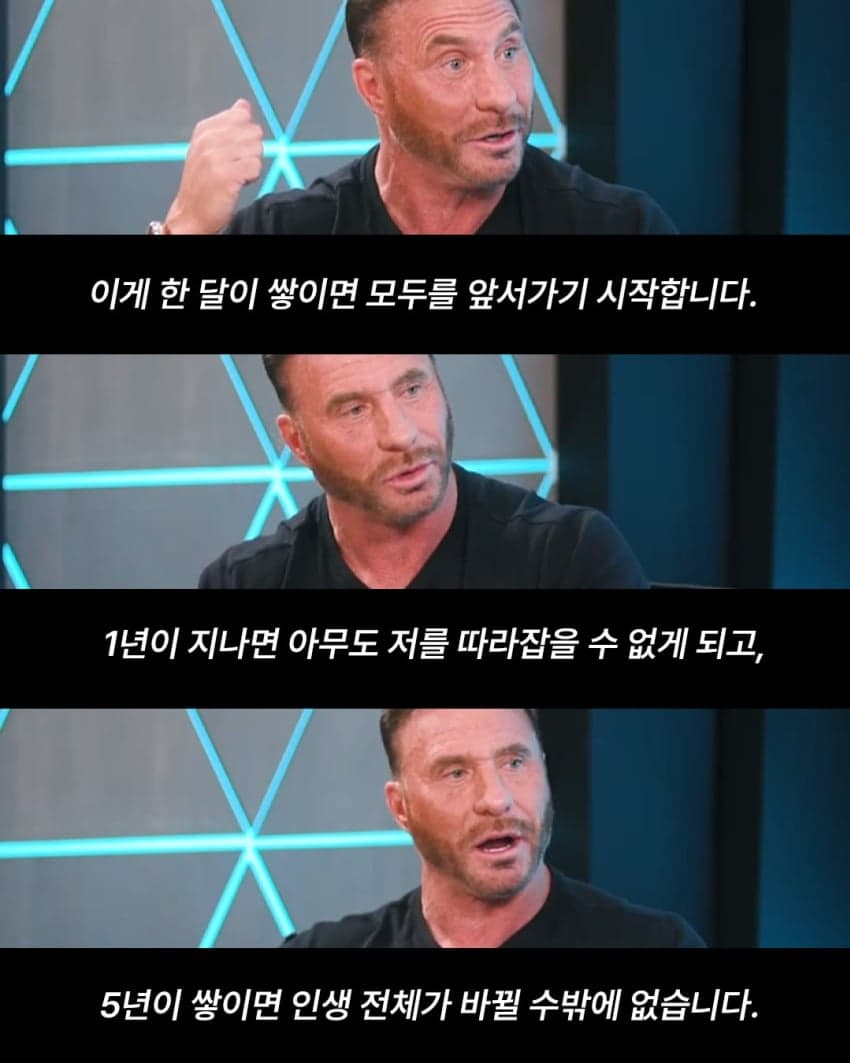 이게 한 달이 쌓이면 모두를 앞서가기 시작합니다.
1년이 지나면 아무도 저를 따라잡을 수 없게 되고,
5년이 쌓이면 인생 전체가 바뀔 수밖에 없습니다.